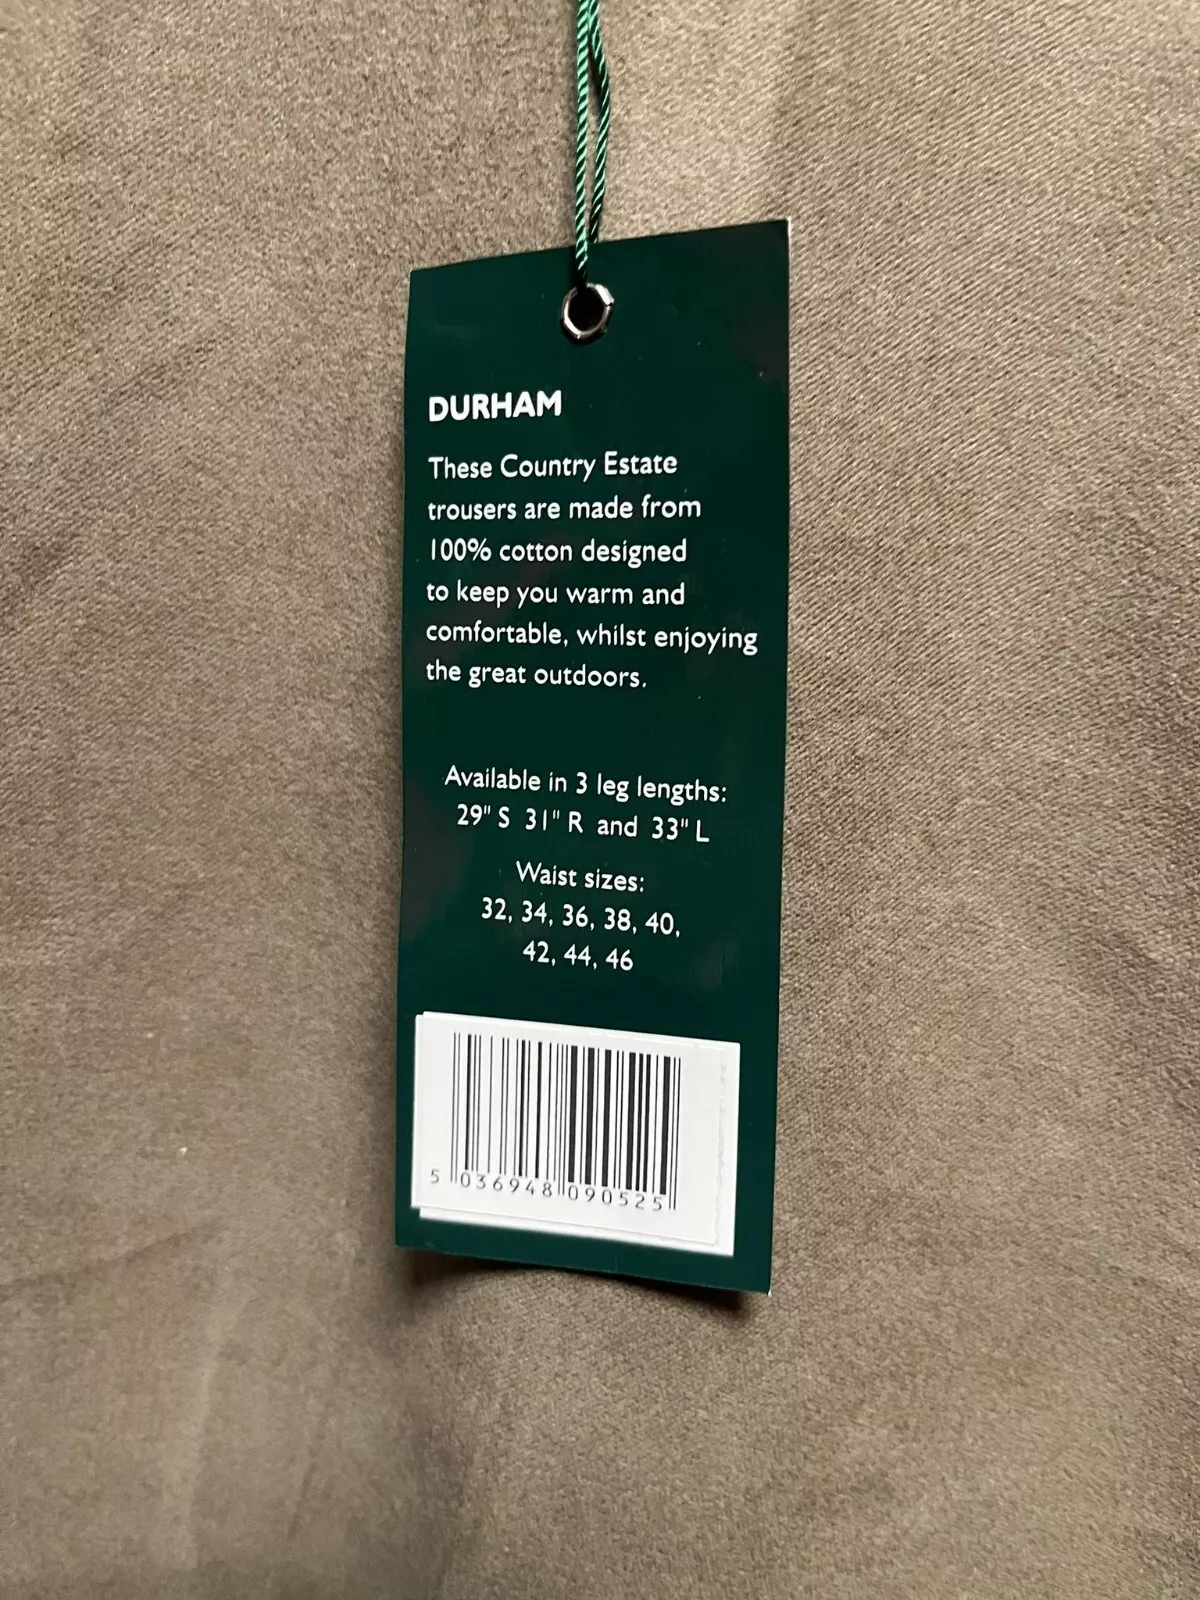 DURHAM
These Country Estate
trousers are made from
100% cotton designed
to keep you warm and
comfortable, whilst enjoying
the great outdoors.
Available in 3 leg lengths:
29" S 31" R and 33" L
Waist sizes:
32, 34, 36, 38, 40,
42, 44, 46
5 036948 090525